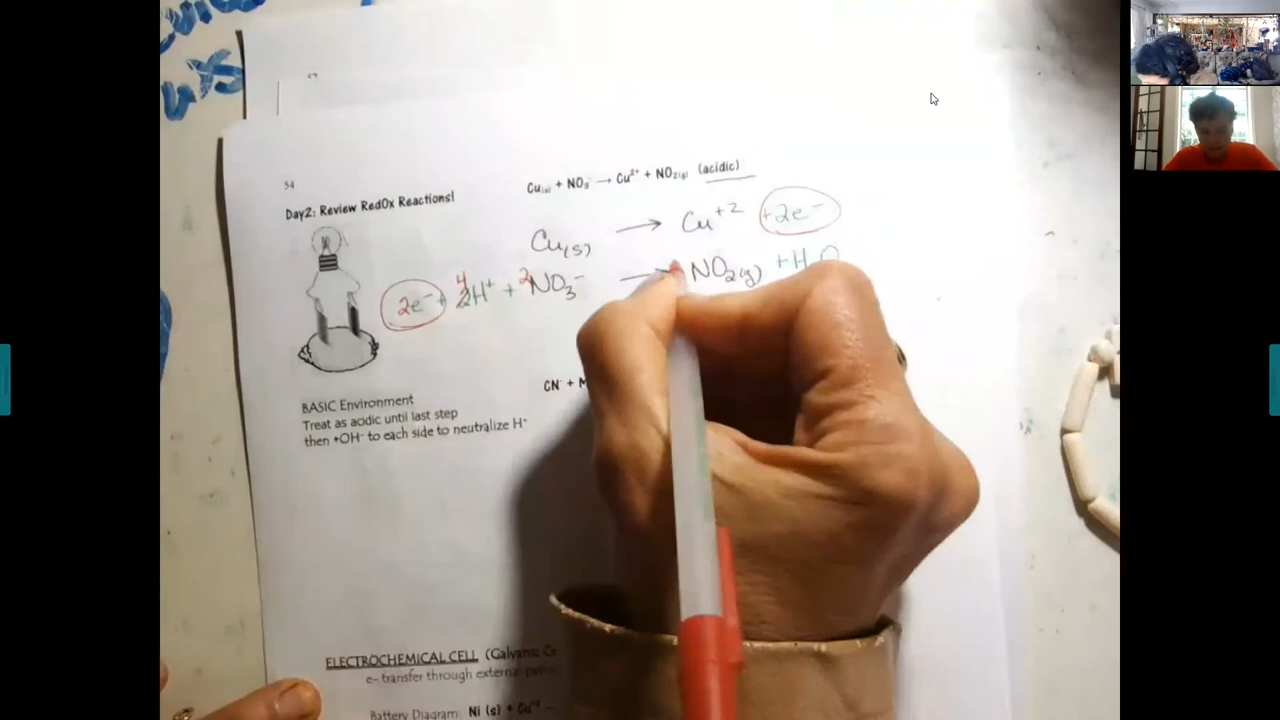 54
Day2: Review RedOx Reactions!
Cu(s) + NO₃⁻ → Cu²⁺ + NO₂(g) (acidic)
Cu(s) → Cu⁺² +2e⁻
2e⁻ + 4 2H⁺ + 2NO₃⁻ → NO₂(g) + H₂O
BASIC Environment
Treat as acidic until last step
then +OH⁻ to each side to neutralize H⁺
CN⁻ +
ELECTROCHEMICAL CELL (Galvanic
e- transfer through external
Battery Diagram: Ni (s) +